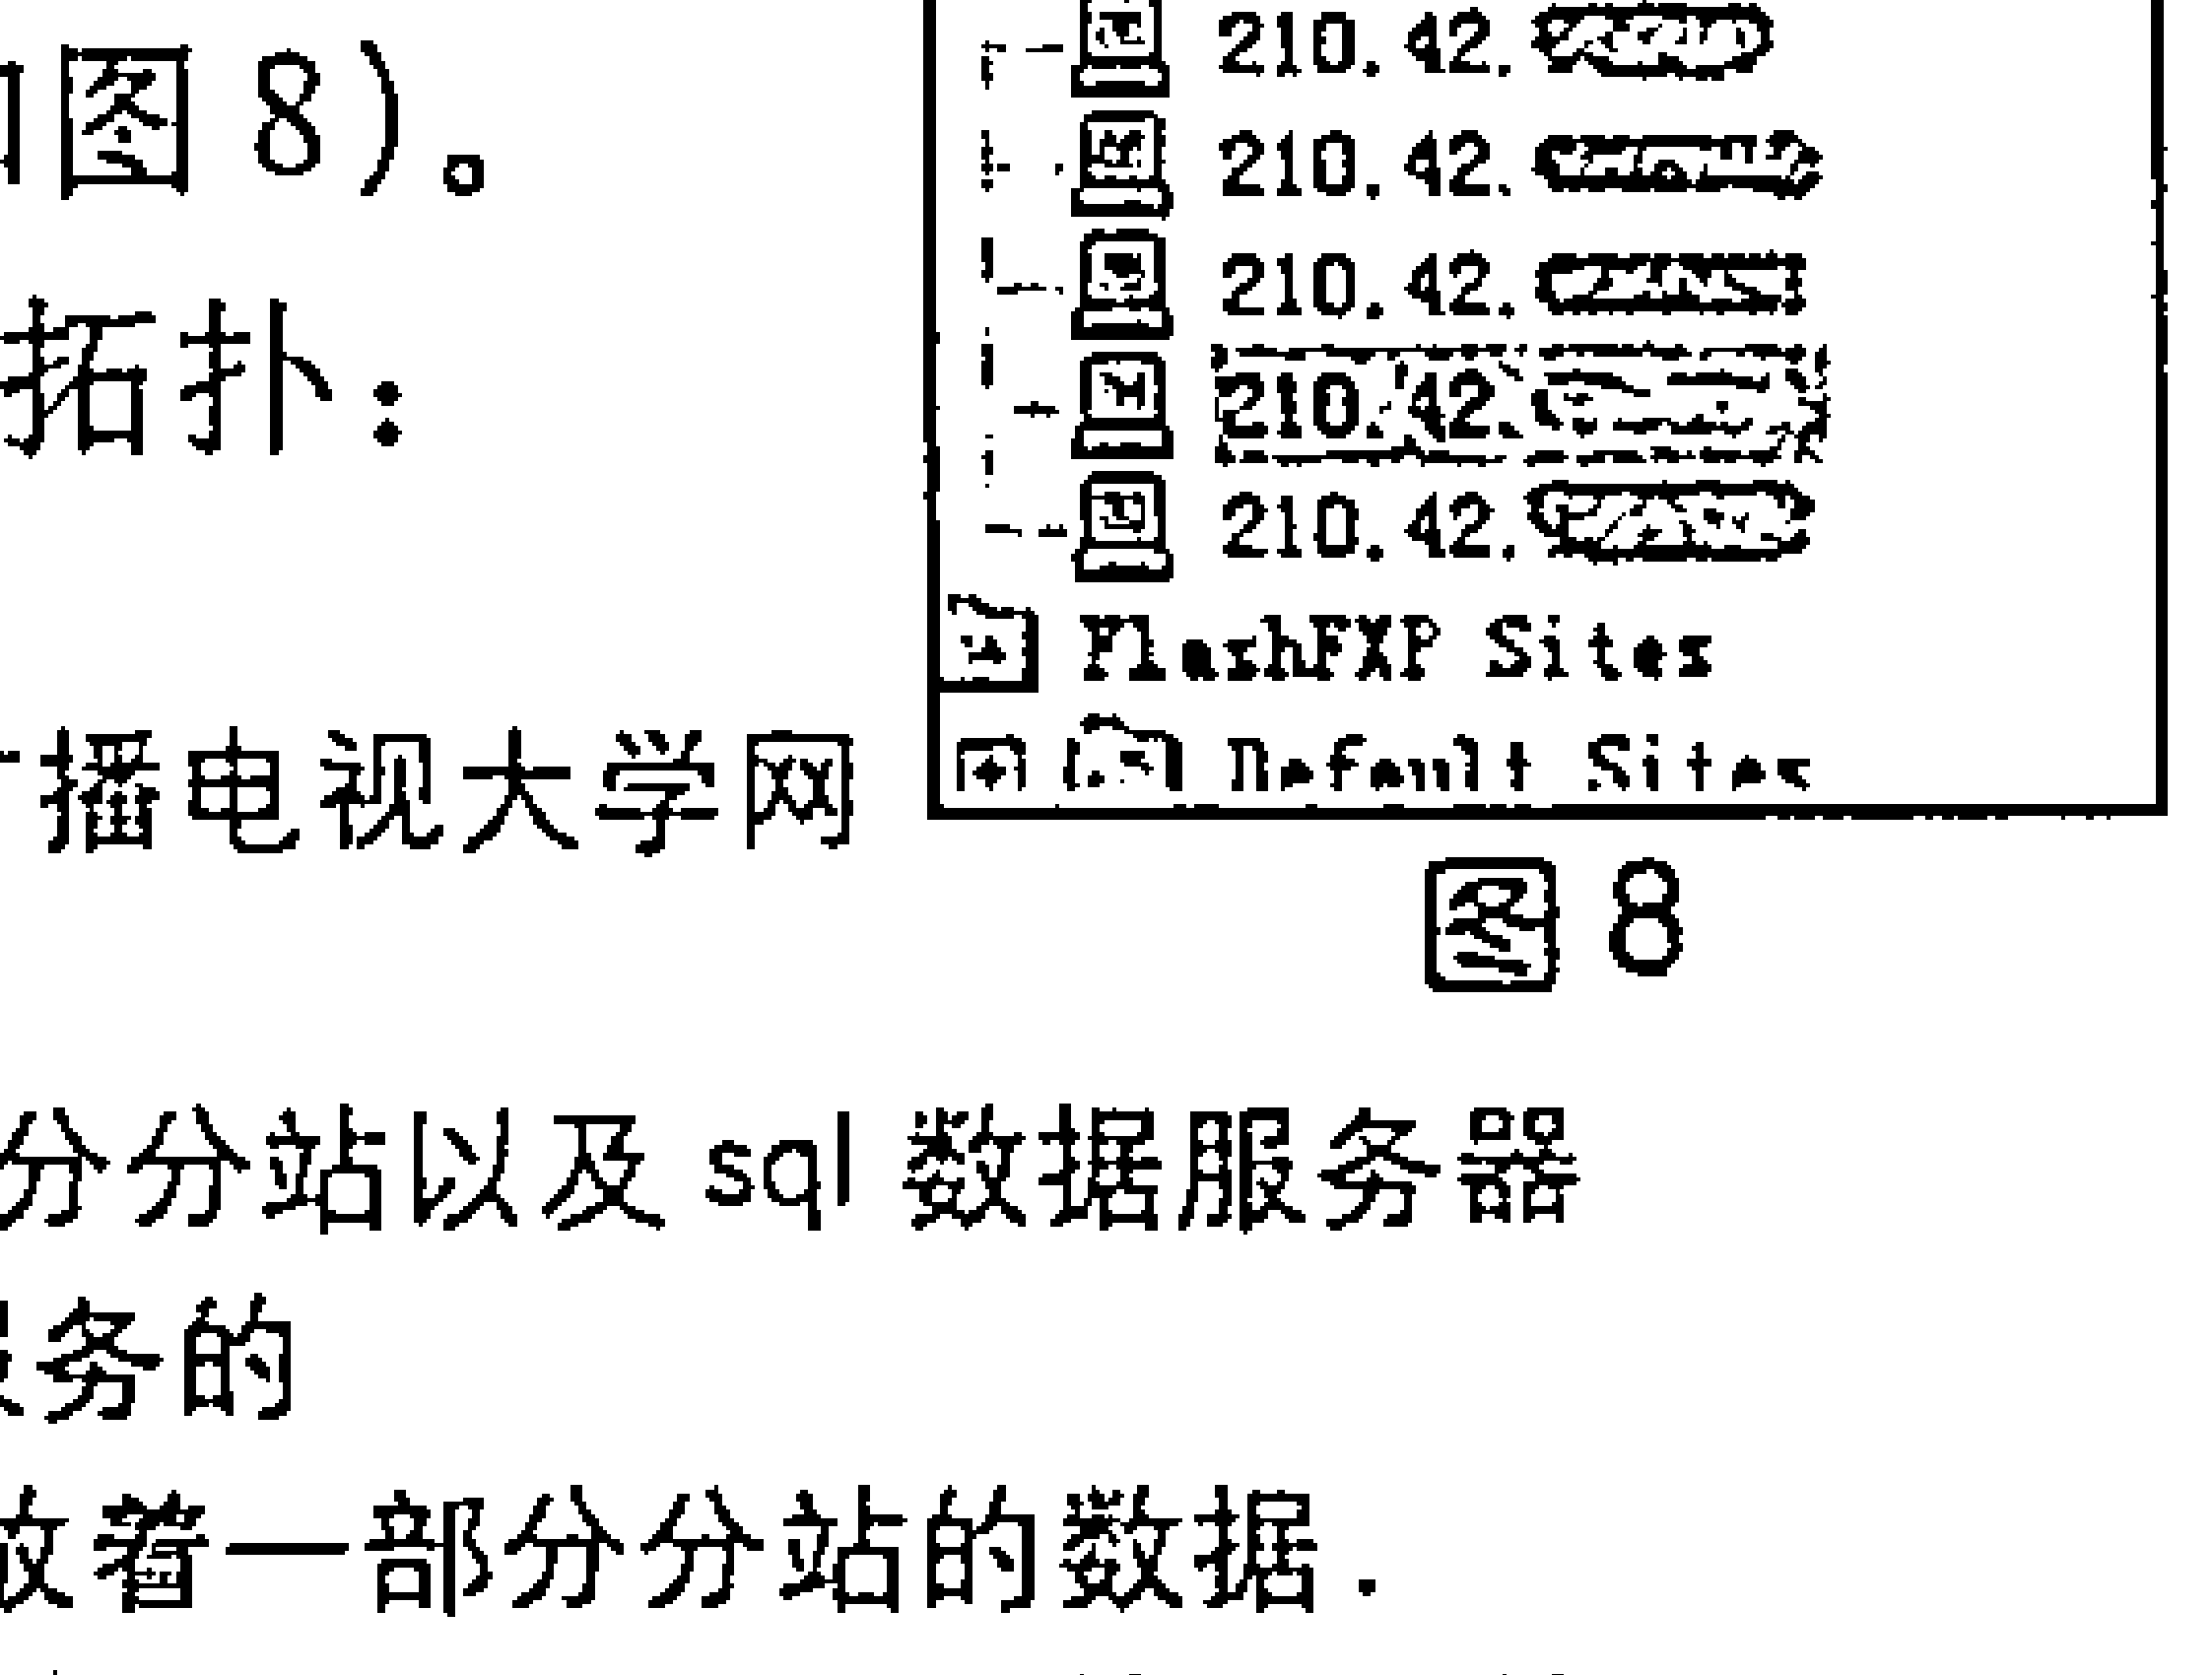 图 8)。
拓扑:
播电视大学网
210.42.
210.42.
210.42.
210.42.
210.42.
FlashFXP Sites
Default Sites
图 8
分分站以及 sql 数据服务器
务的
放着一部分分站的数据.